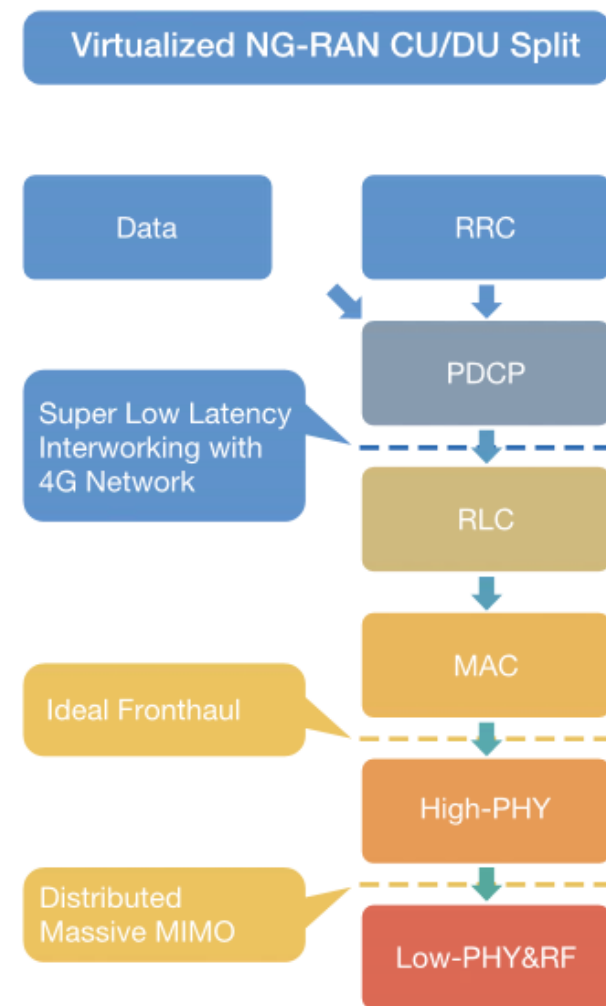 Virtualized NG-RAN CU/DU Split
Data
RRC
PDCP
Super Low Latency
Interworking with
4G Network
RLC
MAC
Ideal Fronthaul
High-PHY
Distributed
Massive MIMO
Low-PHY&RF